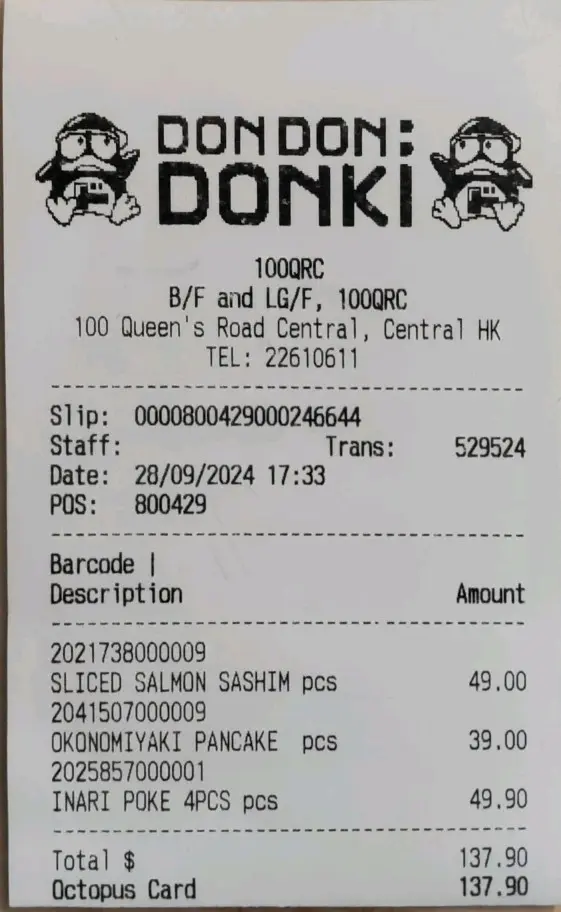 DON DON:
DONKI
100QRC
B/F and LG/F, 100QRC
100 Queen's Road Central, Central HK
TEL: 22610611
Slip: 0000800429000246644
Staff: Trans: 529524
Date: 28/09/2024 17:33
POS: 800429
Barcode |
Description Amount
2021738000009
SLICED SALMON SASHIM pcs 49.00
2041507000009
OKONOMIYAKI PANCAKE pcs 39.00
2025857000001
INARI POKE 4PCS pcs 49.90
Total $ 137.90
Octopus Card 137.90